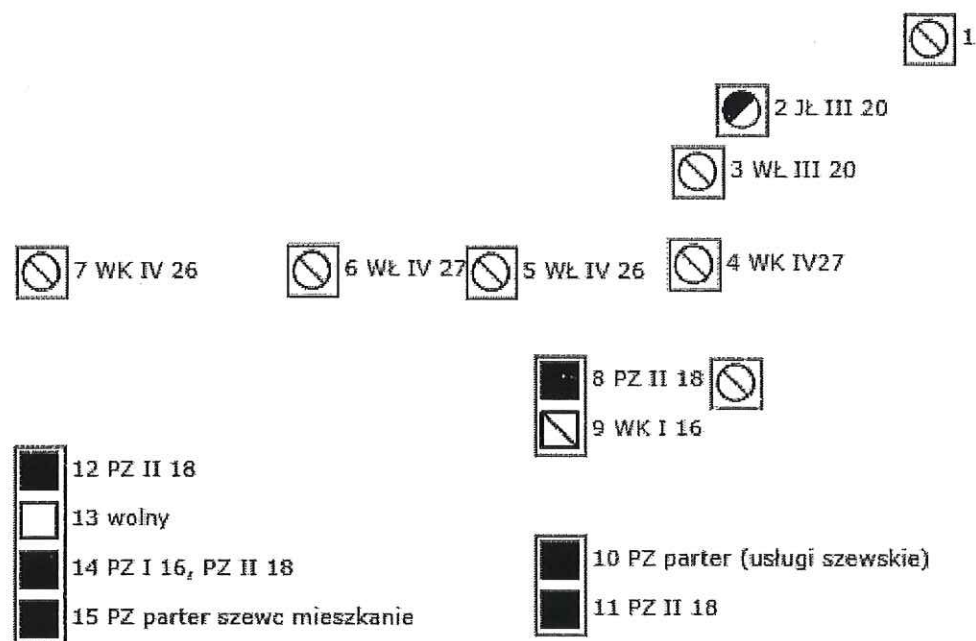 1
2 JŁ III 20
3 WŁ III 20
7 WK IV 26
6 WŁ IV 27
5 WŁ IV 26
4 WK IV27
8 PZ II 18
9 WK I 16
12 PZ II 18
13 wolny
14 PZ I 16, PZ II 18
15 PZ parter szewc mieszkanie
10 PZ parter (usługi szewskie)
11 PZ II 18